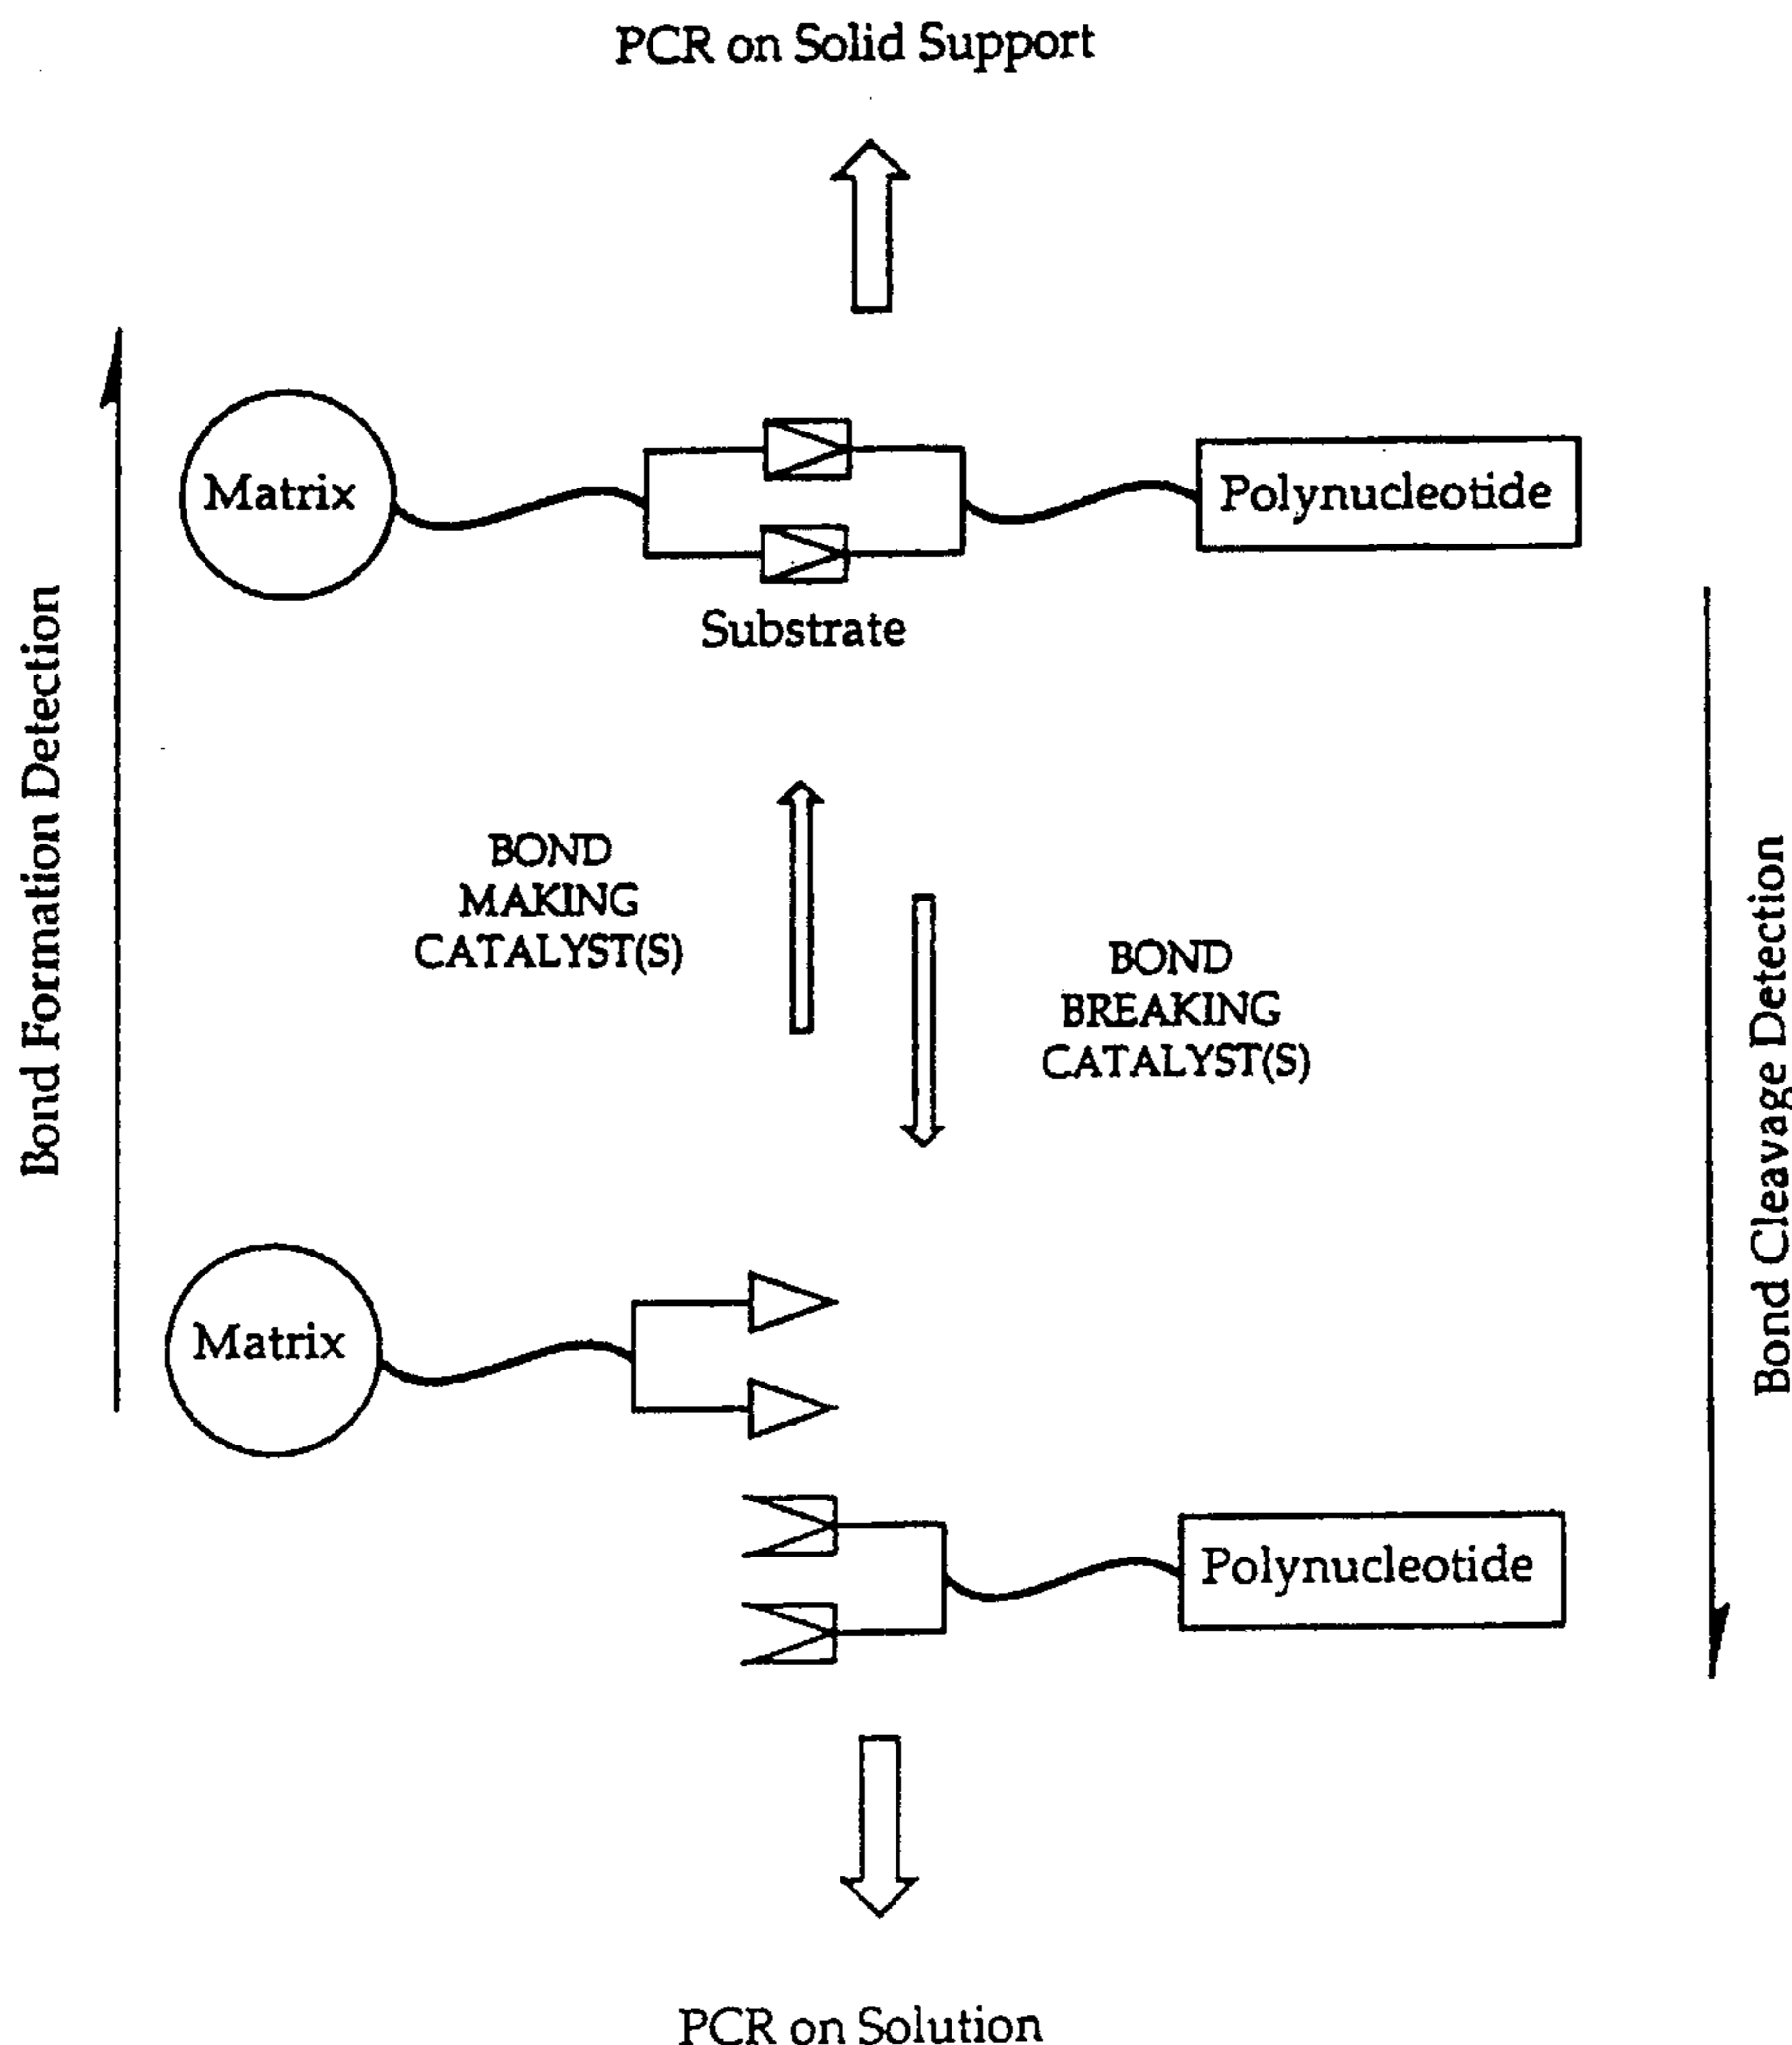 PCR on Solid Support
Matrix
Polynucleotide
Substrate
Bond Formation Detection
BOND
MAKING
CATALYST(S)
BOND
BREAKING
CATALYST(S)
Bond Cleavage Detection
Matrix
Polynucleotide
PCR on Solution